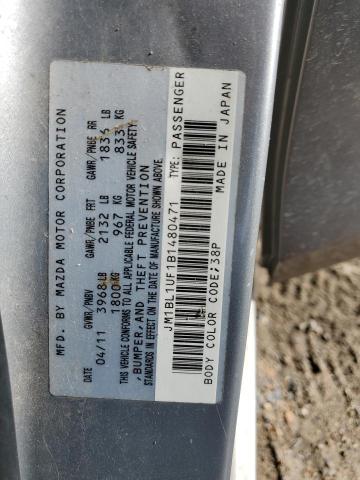 MFD. BY MAZDA MOTOR CORPORATION
DATE GVWR/PNBV GAWR/PNBE FRT GAWR/PNBE RR
04/11 3968 LB 2132 LB 1836 LB
1800 KG 967 KG 833 KG
THIS VEHICLE CONFORMS TO ALL APPLICABLE FEDERAL MOTOR VEHICLE SAFETY
, BUMPER, AND THEFT PREVENTION
STANDARDS IN EFFECT ON THE DATE OF MANUFACTURE SHOWN ABOVE.
JM1BL1UF1B1480471 TYPE: PASSENGER
BODY COLOR CODE;38P MADE IN JAPAN